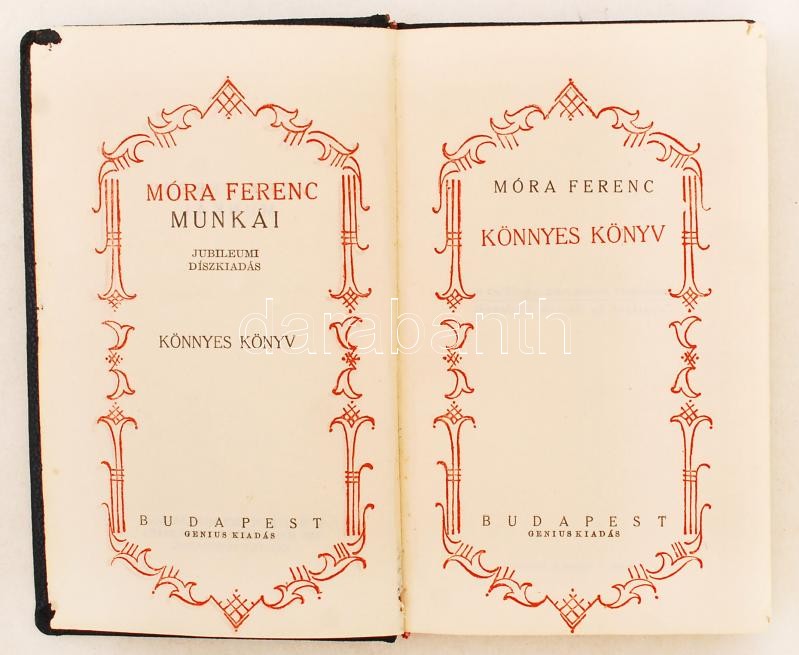 MÓRA FERENC
MUNKÁI
JUBILEUMI
DÍSZKIADÁS
KÖNNYES KÖNYV
BUDAPEST
GENIUS KIADÁS
MÓRA FERENC
KÖNNYES KÖNYV
BUDAPEST
GENIUS KIADÁS
darabanth